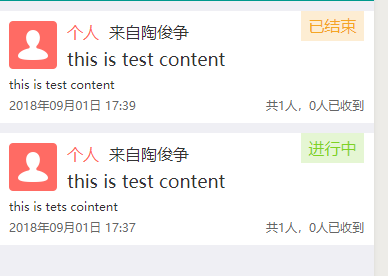 个人 来自陶俊争 已结束
this is test content
this is test content
2018年09月01日 17:39 共1人，0人已收到
个人 来自陶俊争 进行中
this is test content
this is tets cointent
2018年09月01日 17:37 共1人，0人已收到